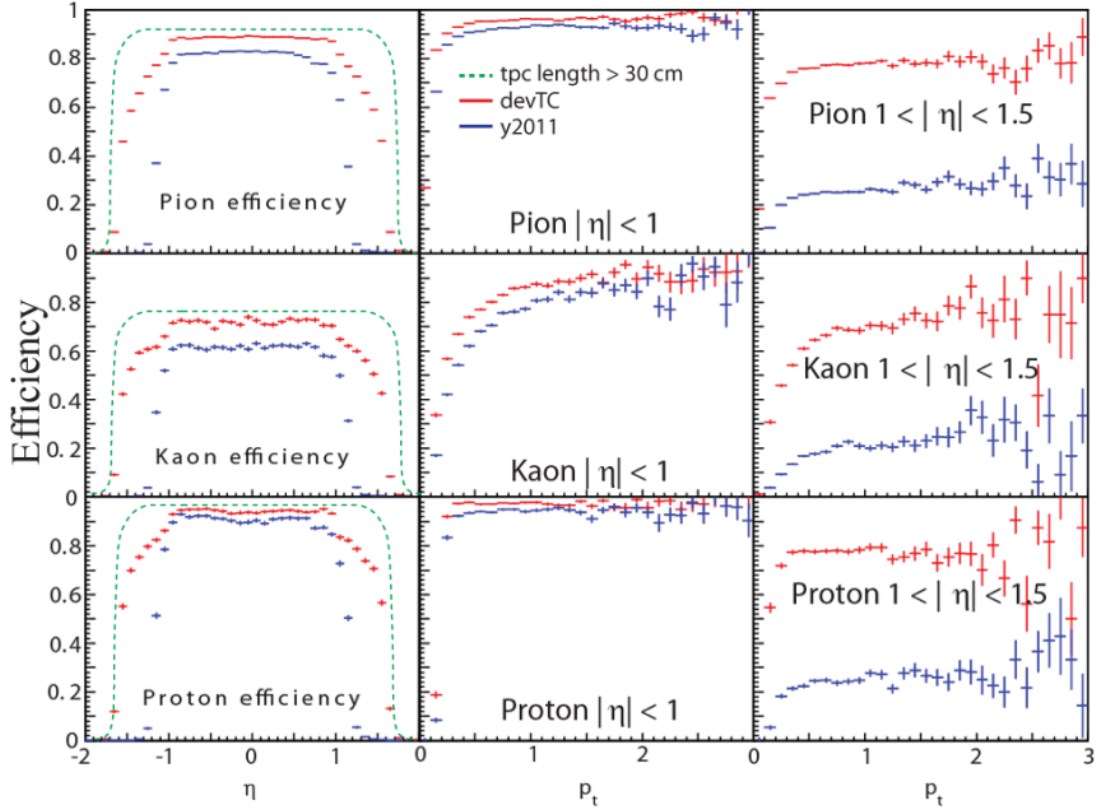 Efficiency
1
0.8
0.6
0.4
0.2
0
Pion efficiency
tpc length > 30 cm
devTC
y2011
Pion | η| < 1
Pion 1 < | η| < 1.5
0.8
0.6
0.4
0.2
0
Kaon efficiency
Kaon | η| < 1
Kaon 1 < | η| < 1.5
0.8
0.6
0.4
0.2
0
Proton efficiency
Proton | η| < 1
Proton 1 < | η| < 1.5
-2 -1 0 1 0 1 2 0 1 2 3
η p_t p_t